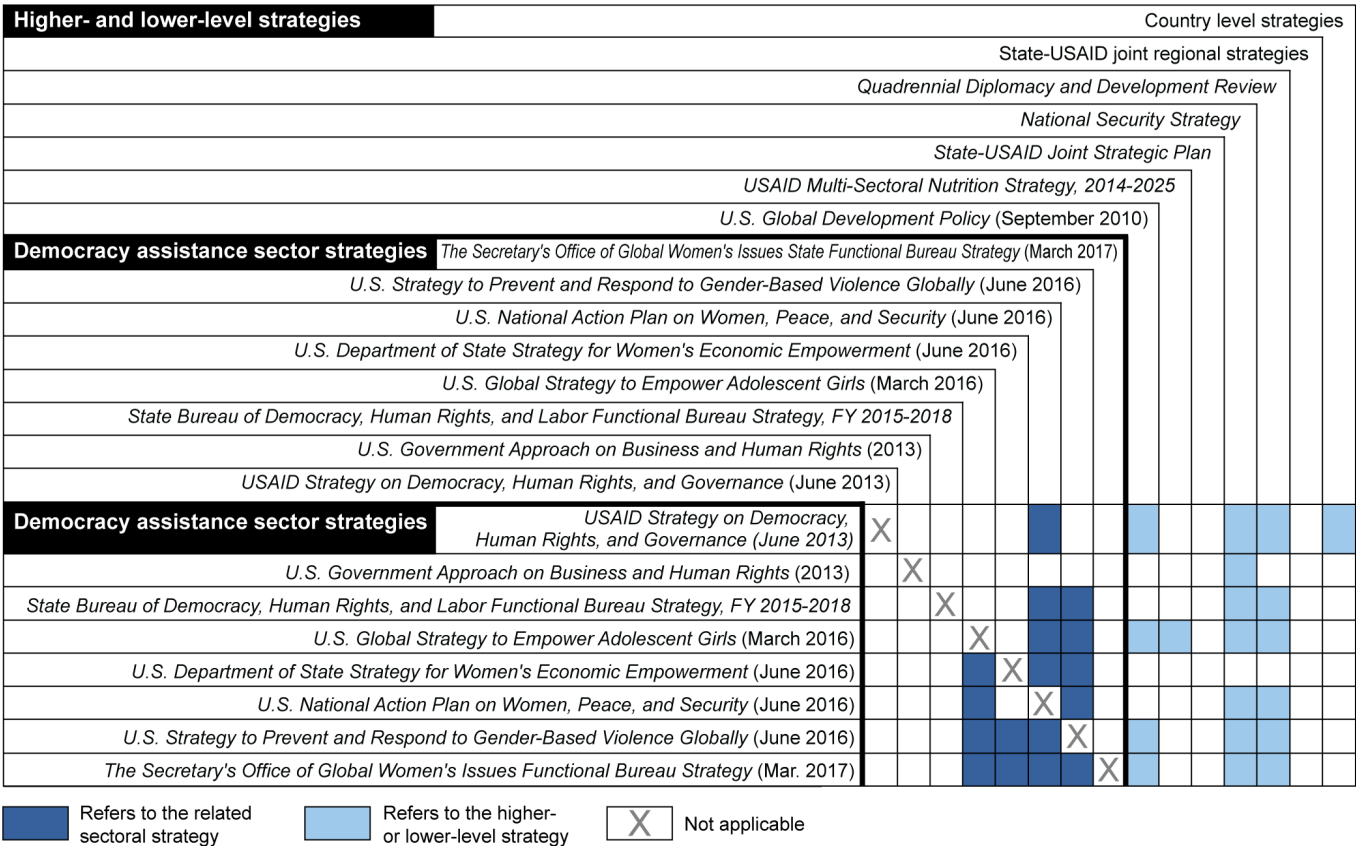 Higher- and lower-level strategies
Country level strategies
State-USAID joint regional strategies
Quadrennial Diplomacy and Development Review
National Security Strategy
State-USAID Joint Strategic Plan
USAID Multi-Sectoral Nutrition Strategy, 2014-2025
U.S. Global Development Policy (September 2010)
Democracy assistance sector strategies
The Secretary's Office of Global Women's Issues State Functional Bureau Strategy (March 2017)
U.S. Strategy to Prevent and Respond to Gender-Based Violence Globally (June 2016)
U.S. National Action Plan on Women, Peace, and Security (June 2016)
U.S. Department of State Strategy for Women's Economic Empowerment (June 2016)
U.S. Global Strategy to Empower Adolescent Girls (March 2016)
State Bureau of Democracy, Human Rights, and Labor Functional Bureau Strategy, FY 2015-2018
U.S. Government Approach on Business and Human Rights (2013)
USAID Strategy on Democracy, Human Rights, and Governance (June 2013)
Democracy assistance sector strategies
USAID Strategy on Democracy,
Human Rights, and Governance (June 2013)
X
U.S. Government Approach on Business and Human Rights (2013)
X
State Bureau of Democracy, Human Rights, and Labor Functional Bureau Strategy, FY 2015-2018
X
U.S. Global Strategy to Empower Adolescent Girls (March 2016)
X
U.S. Department of State Strategy for Women's Economic Empowerment (June 2016)
X
U.S. National Action Plan on Women, Peace, and Security (June 2016)
X
U.S. Strategy to Prevent and Respond to Gender-Based Violence Globally (June 2016)
X
The Secretary's Office of Global Women's Issues Functional Bureau Strategy (Mar. 2017)
X
Refers to the related
sectoral strategy
Refers to the higher-
or lower-level strategy
X
Not applicable